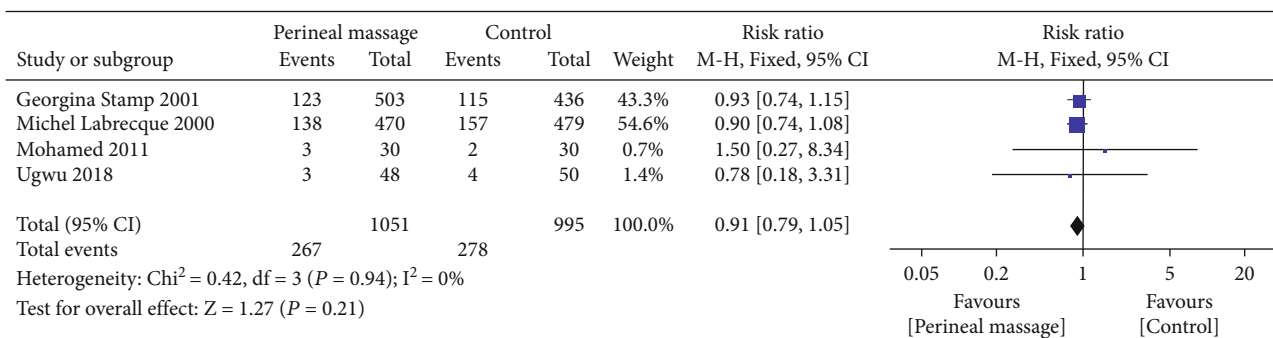 Perineal massage Control Risk ratio Risk ratio
Study or subgroup Events Total Events Total Weight M-H, Fixed, 95% CI M-H, Fixed, 95% CI
Georgina Stamp 2001 123 503 115 436 43.3% 0.93 [0.74, 1.15]
Michel Labrecque 2000 138 470 157 479 54.6% 0.90 [0.74, 1.08]
Mohamed 2011 3 30 2 30 0.7% 1.50 [0.27, 8.34]
Ugwu 2018 3 48 4 50 1.4% 0.78 [0.18, 3.31]
Total (95% CI) 1051 995 100.0% 0.91 [0.79, 1.05]
Total events 267 278
Heterogeneity: Chi² = 0.42, df = 3 (P = 0.94); I² = 0%
Test for overall effect: Z = 1.27 (P = 0.21)
0.05 0.2 1 5 20
Favours Favours
[Perineal massage] [Control]